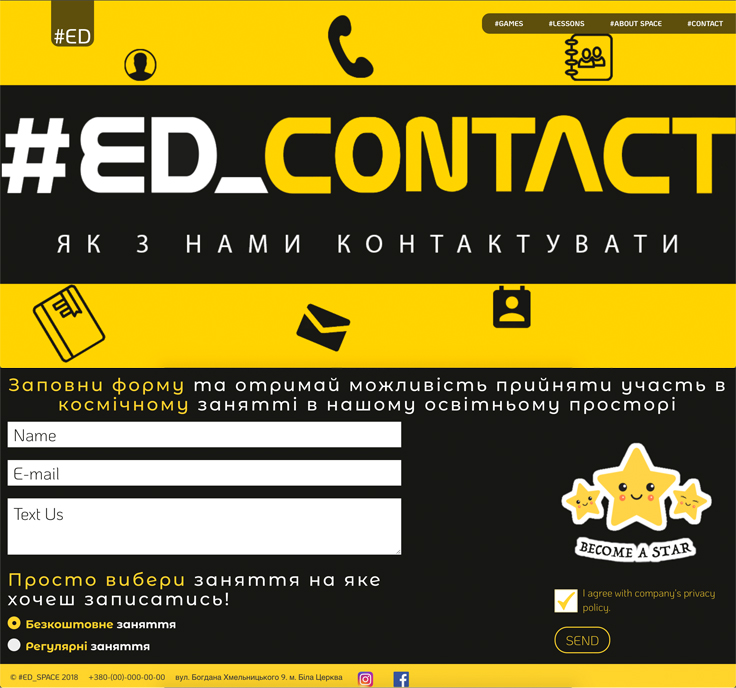 #ED
#GAMES #LESSONS #ABOUT SPACE #CONTACT
#ED_CONTACT
ЯК З НАМИ КОНТАКТУВАТИ
Заповни форму та отримай можливість прийняти участь в
космічному занятті в нашому освітньому просторі
Name
E-mail
Text Us
BECOME A STAR
Просто вибери заняття на яке
хочеш записатись!
Безкоштовне заняття
Регулярні заняття
I agree with company's privacy
policy.
SEND
© #ED_SPACE 2018 +380-(00)-000-00-00 вул. Богдана Хмельницького 9. м. Біла Церква